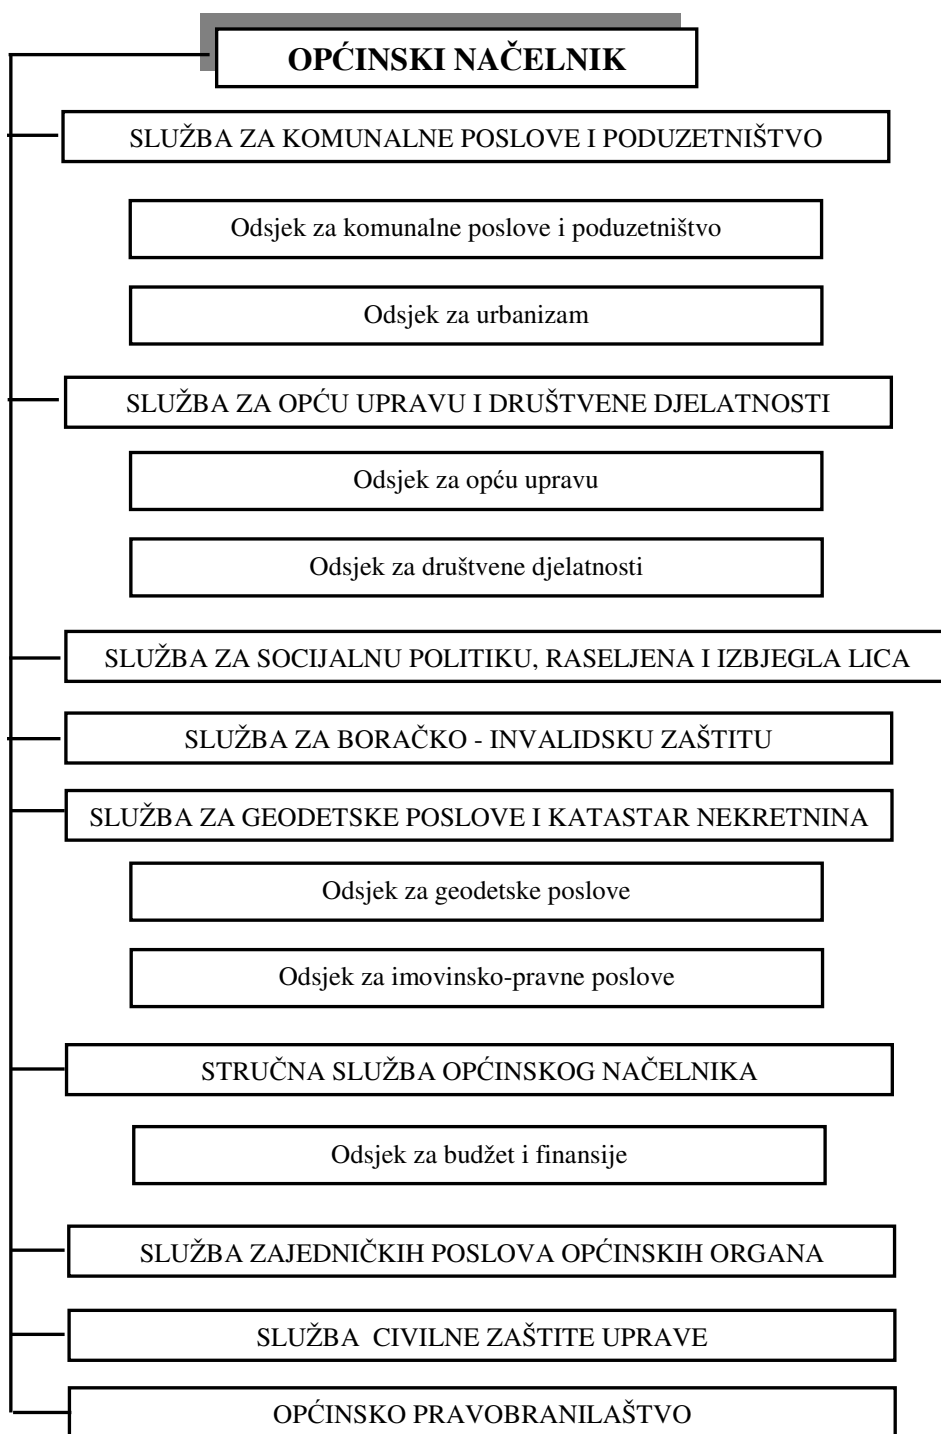 OPĆINSKI NAČELNIK
SLUŽBA ZA KOMUNALNE POSLOVE I PODUZETNIŠTVO
Odsjek za komunalne poslove i poduzetništvo
Odsjek za urbanizam
SLUŽBA ZA OPĆU UPRAVU I DRUŠTVENE DJELATNOSTI
Odsjek za opću upravu
Odsjek za društvene djelatnosti
SLUŽBA ZA SOCIJALNU POLITIKU, RASELJENA I IZBJEGLA LICA
SLUŽBA ZA BORAČKO - INVALIDSKU ZAŠTITU
SLUŽBA ZA GEODETSKE POSLOVE I KATASTAR NEKRETNINA
Odsjek za geodetske poslove
Odsjek za imovinsko-pravne poslove
STRUČNA SLUŽBA OPĆINSKOG NAČELNIKA
Odsjek za budžet i finansije
SLUŽBA ZAJEDNIČKIH POSLOVA OPĆINSKIH ORGANA
SLUŽBA CIVILNE ZAŠTITE UPRAVE
OPĆINSKO PRAVOBRANILAŠTVO